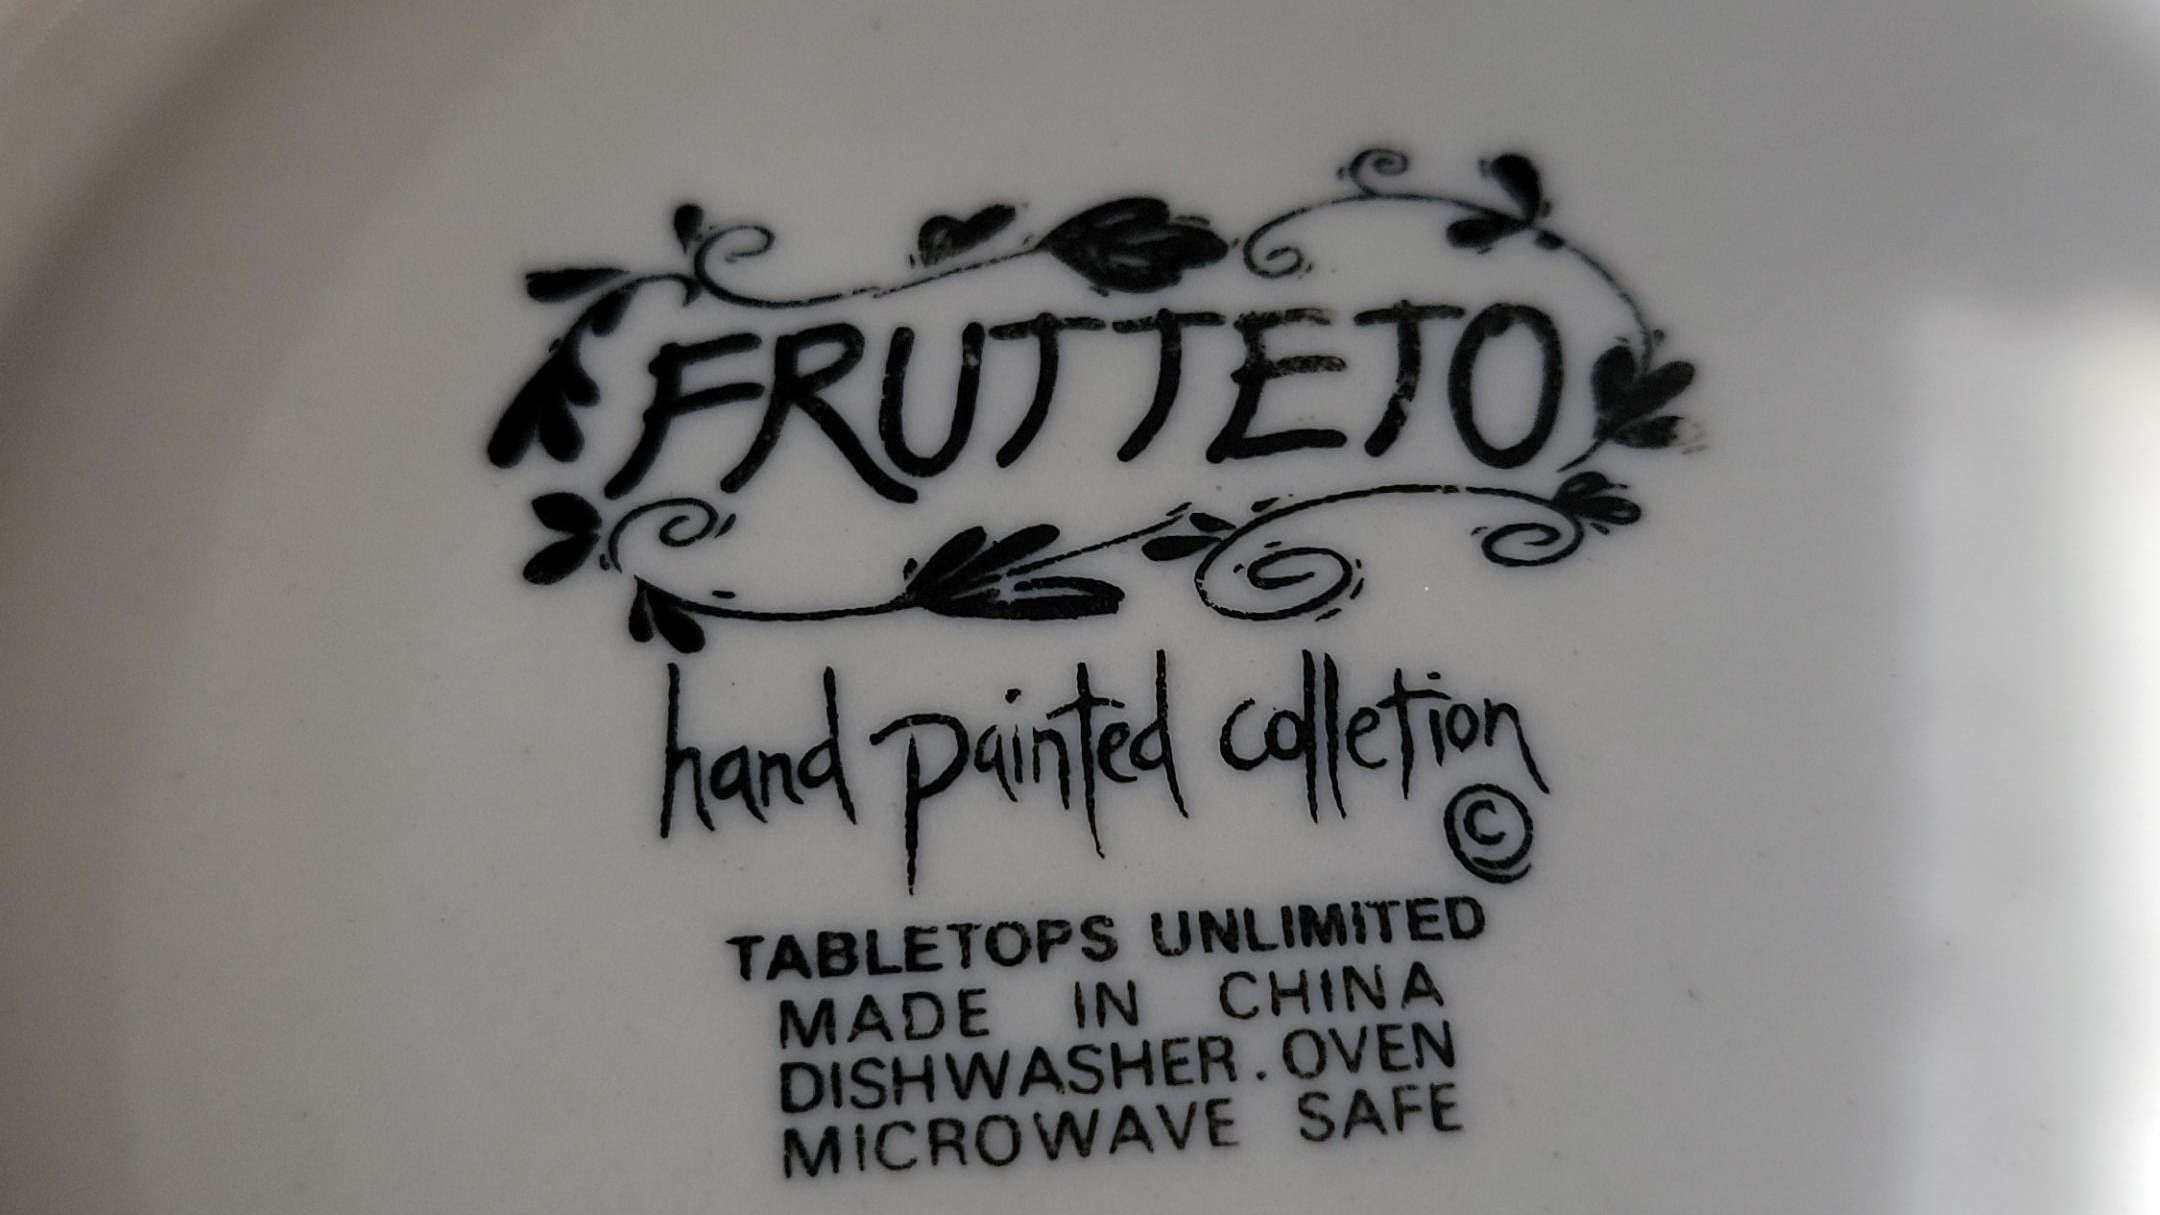 FRUTTETO
hand painted colletion
©
TABLETOPS UNLIMITED
MADE IN CHINA
DISHWASHER. OVEN
MICROWAVE SAFE